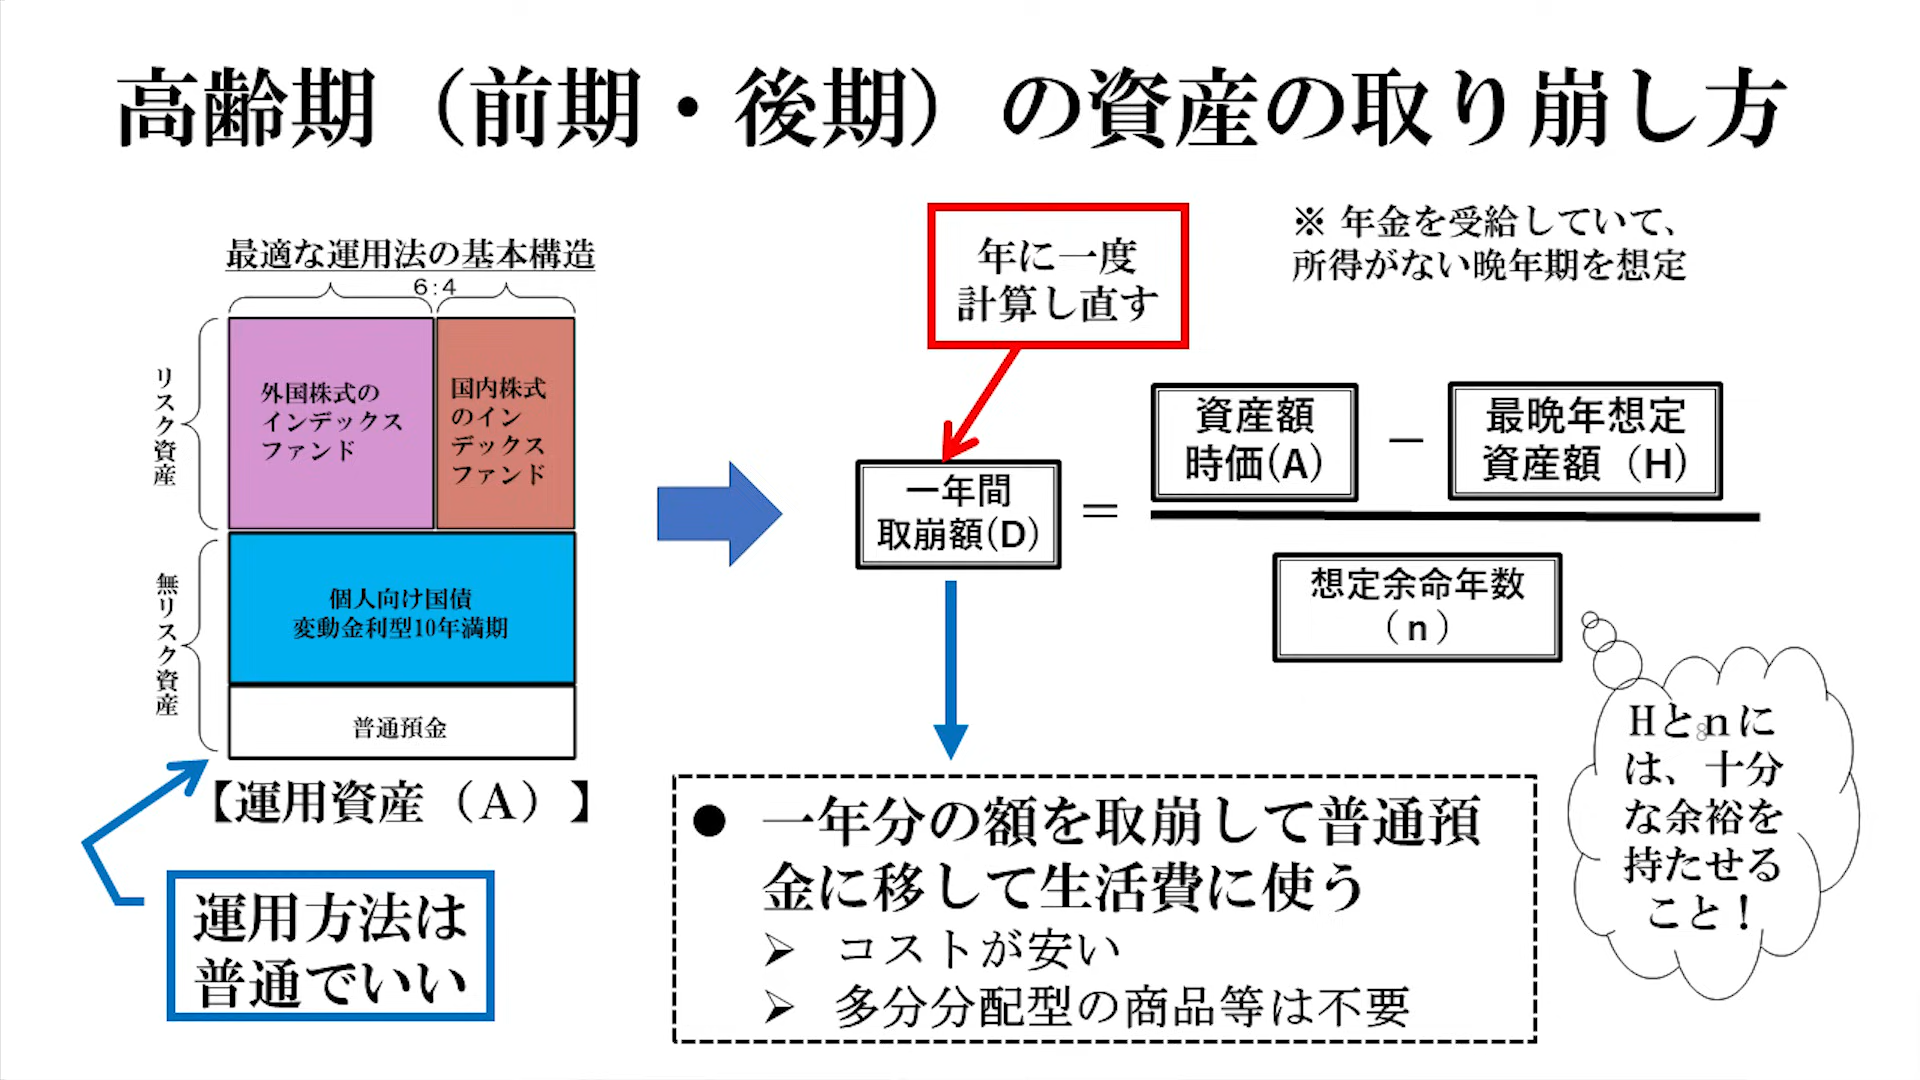 高齢期（前期・後期）の資産の取り崩し方
最適な運用法の基本構造
6:4
リスク資産
外国株式の
インデックス
ファンド
国内株式
のイン
デックス
ファンド
無リスク資産
個人向け国債
変動金利型10年満期
普通預金
【運用資産（A）】
運用方法は
普通でいい
年に一度
計算し直す
※ 年金を受給していて、
所得がない晩年期を想定
一年間
取崩額(D)
＝
資産額
時価(A)
－
最晩年想定
資産額（H)
想定余命年数
（n）
Hとnに
は、十分
な余裕を
持たせる
こと！
● 一年分の額を取崩して普通預
金に移して生活費に使う
➢ コストが安い
➢ 多分分配型の商品等は不要